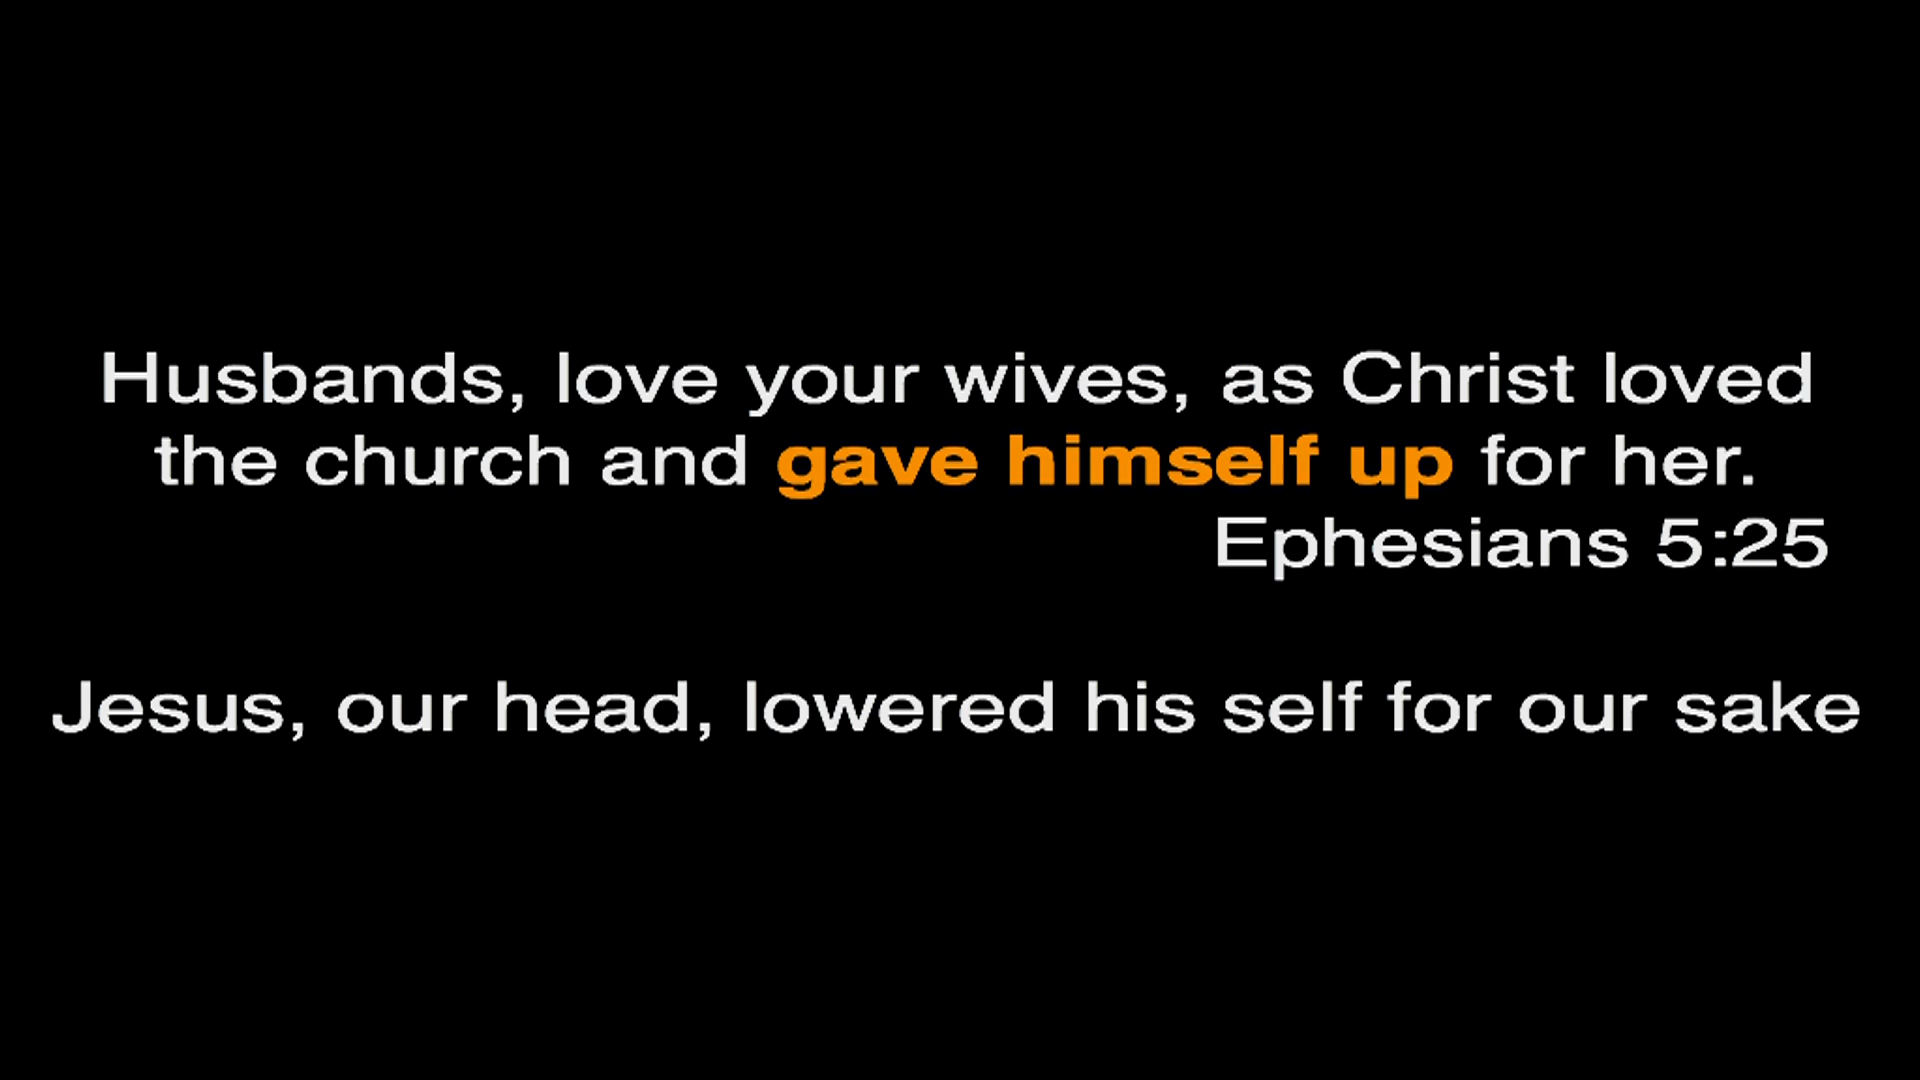 Husbands, love your wives, as Christ loved
the church and gave himself up for her.
Ephesians 5:25
Jesus, our head, lowered his self for our sake